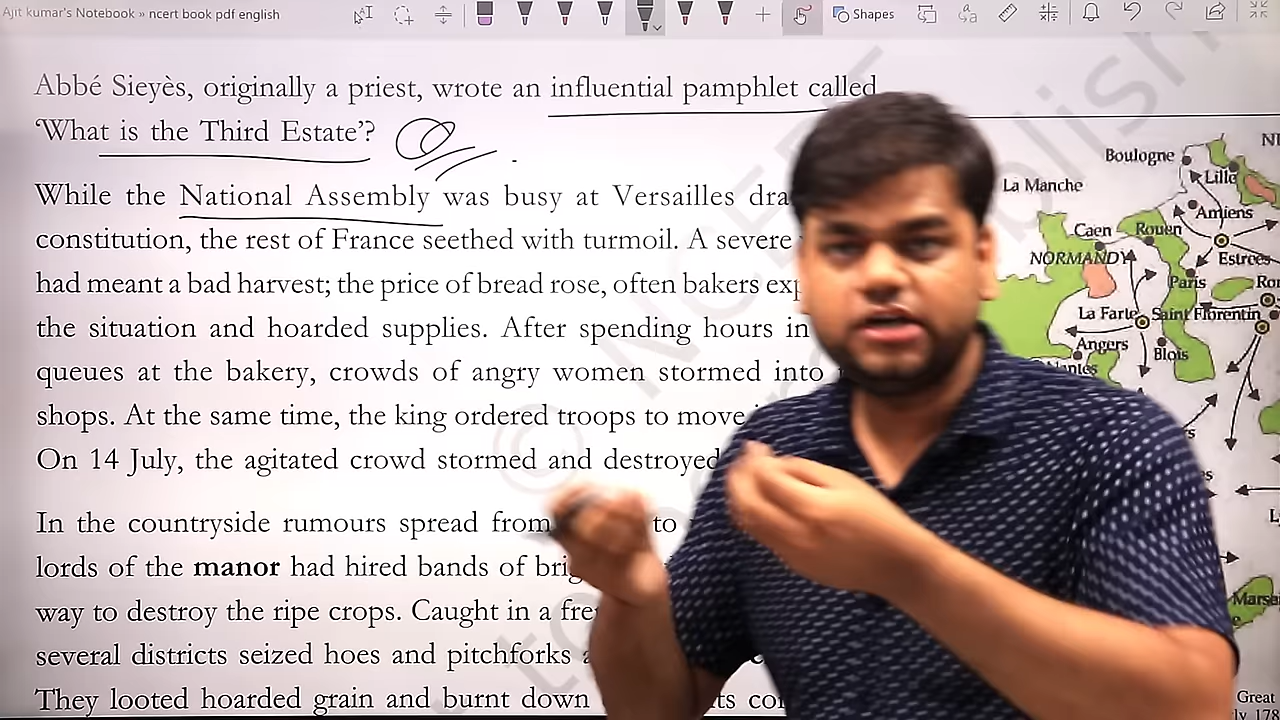 Ajit kumar's Notebook » ncert book pdf english
Shapes
Abbé Sieyès, originally a priest, wrote an influential pamphlet called
‘What is the Third Estate’?
While the National Assembly was busy at Versailles
constitution, the rest of France seethed with turmoil. A severe
had meant a bad harvest; the price of bread rose, often bakers
the situation and hoarded supplies. After spending hours in
queues at the bakery, crowds of angry women stormed into
shops. At the same time, the king ordered troops to move
On 14 July, the agitated crowd stormed and destroyed
In the countryside rumours spread from to
lords of the manor had hired bands of
way to destroy the ripe crops. Caught in a
several districts seized hoes and pitchforks
They looted hoarded grain and burnt down
© NCERT
Boulogne
Lille
La Manche
Amiens
Caen
Rouen
NORMANDY
Estrées
Paris
La Farte
Saint Florentin
Angers
Blois
Nantes
Great